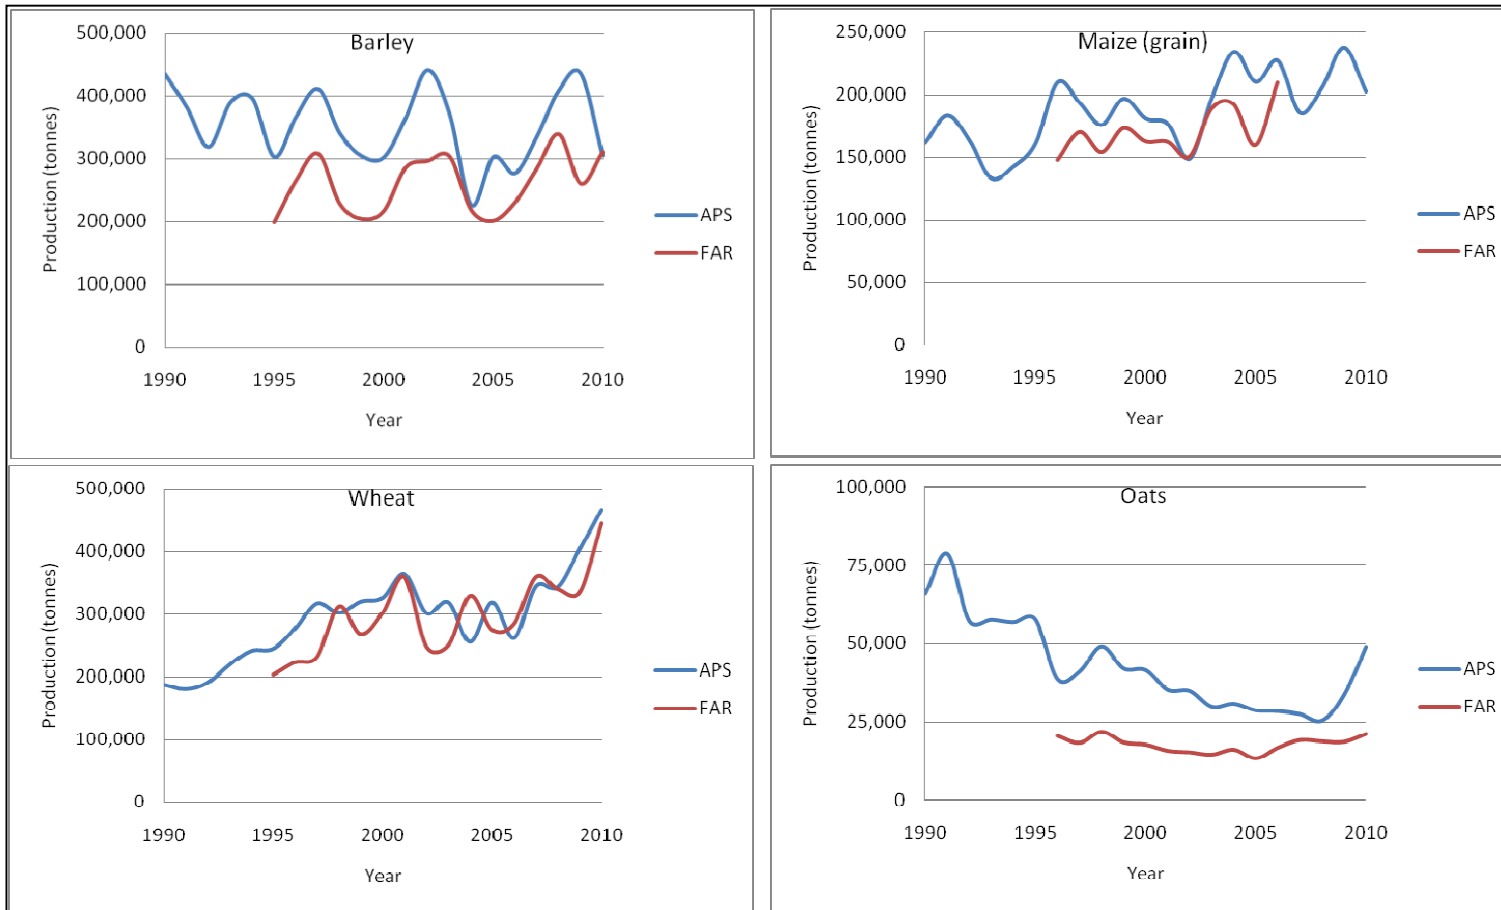 Barley
500,000
400,000
300,000
200,000
100,000
0
Production (tonnes)
1990 1995 2000 2005 2010
Year
APS
FAR
Maize (grain)
250,000
200,000
150,000
100,000
50,000
0
Production (tonnes)
1990 1995 2000 2005 2010
Year
APS
FAR
Wheat
500,000
400,000
300,000
200,000
100,000
0
Production (tonnes)
1990 1995 2000 2005 2010
Year
APS
FAR
Oats
100,000
75,000
50,000
25,000
0
Production (tonnes)
1990 1995 2000 2005 2010
Year
APS
FAR